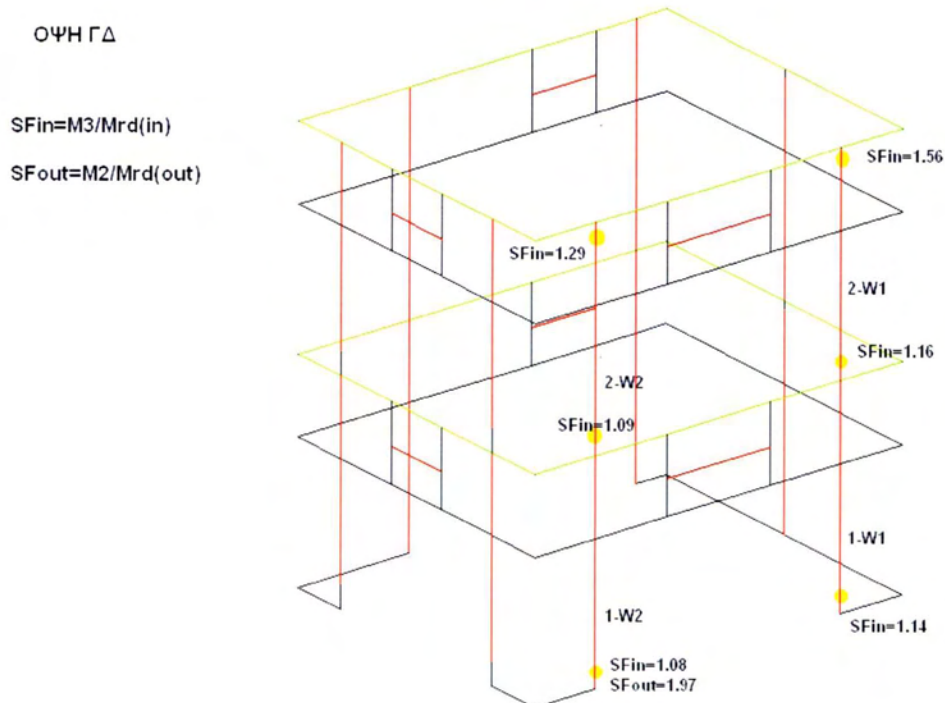 ΟΨΗ ΓΔ
SFin=M3/Mrd(in)
SFout=M2/Mrd(out)
SFin=1.56
SFin=1.29
2-W1
SFin=1.16
2-W2
SFin=1.09
1-W1
1-W2
SFin=1.14
SFin=1.08
SFout=1.97